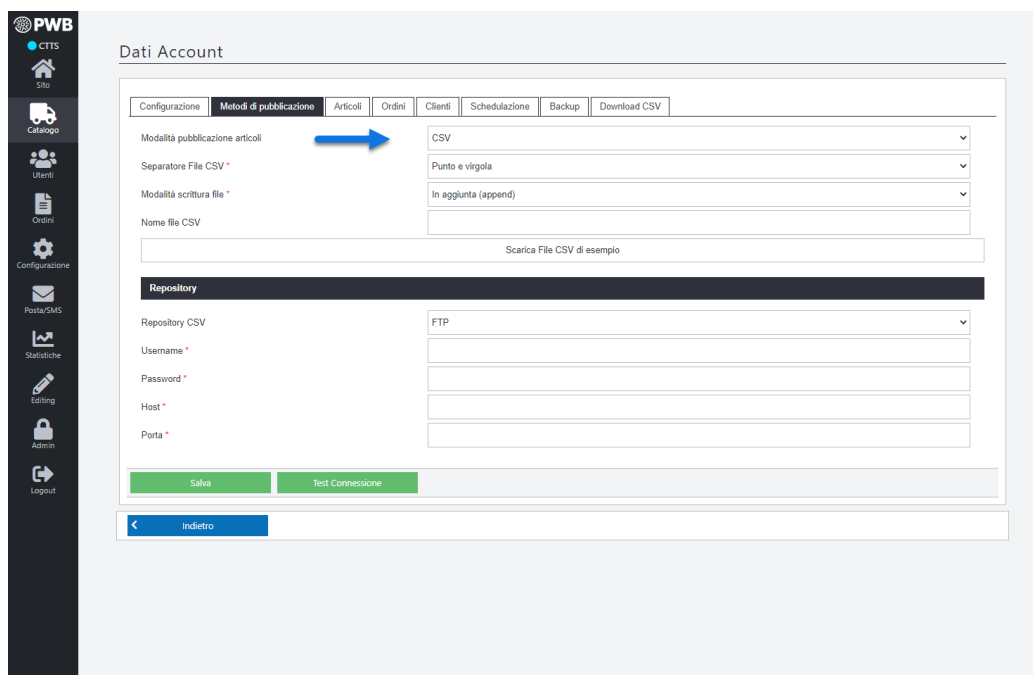 PWB
CTTS
Sito
Catalogo
Utenti
Ordini
Configurazione
Posta/SMS
Statistiche
Editing
Admin
Logout
Dati Account
Configurazione Metodi di pubblicazione Articoli Ordini Clienti Schedulazione Backup Download CSV
Modalità pubblicazione articoli CSV
Separatore File CSV * Punto e virgola
Modalità scrittura file * In aggiunta (append)
Nome file CSV
Scarica File CSV di esempio
Repository
Repository CSV FTP
Username *
Password *
Host *
Porta *
Salva Test Connessione
Indietro